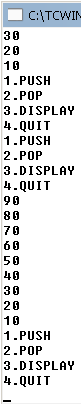 C:\TCWIN
30
20
10
1.PUSH
2.POP
3.DISPLAY
4.QUIT
1.PUSH
2.POP
3.DISPLAY
4.QUIT
90
80
70
60
50
40
30
20
10
1.PUSH
2.POP
3.DISPLAY
4.QUIT